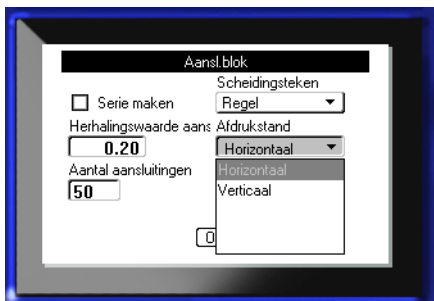 Aansl.blok
Scheidingsteken
Serie maken
Regel
Herhalingswaarde aans
Afdrukstand
0.20
Horizontaal
Aantal aansluitingen
Horizontaal
50
Verticaal